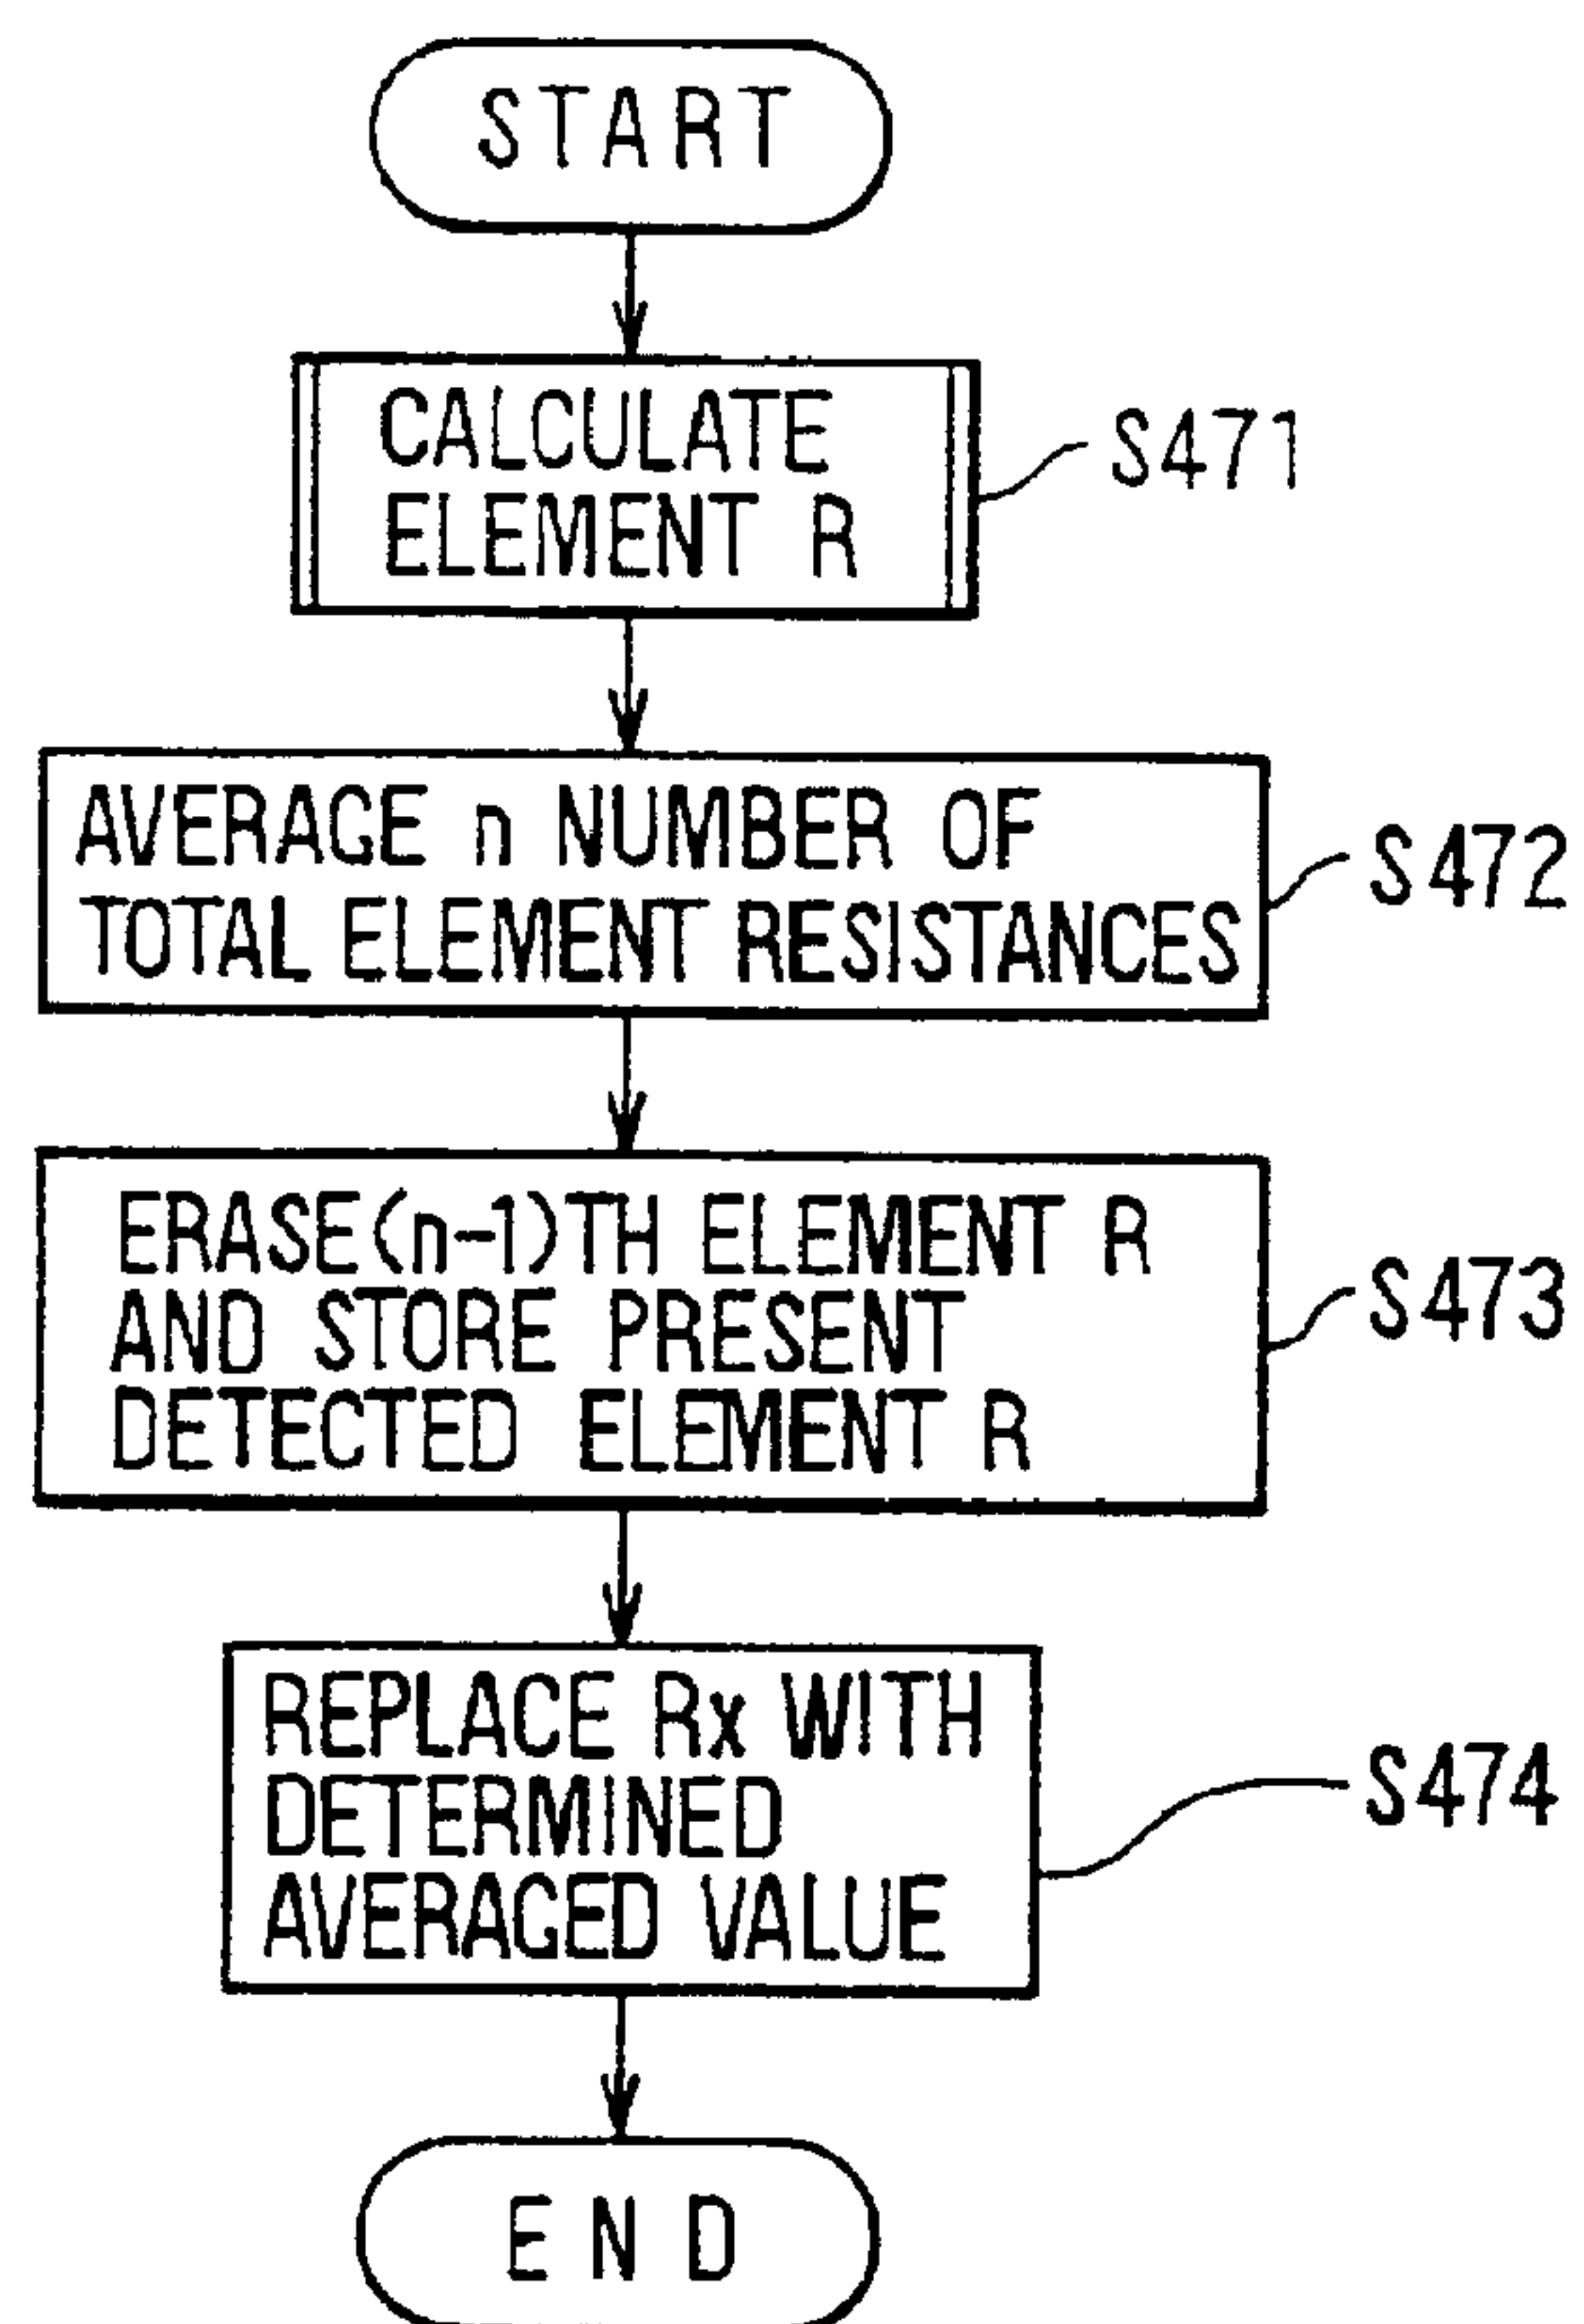 START
CALCULATE
ELEMENT R
S471
AVERAGE n NUMBER OF
TOTAL ELEMENT RESISTANCES
S472
ERASE(n-1)TH ELEMENT R
AND STORE PRESENT
DETECTED ELEMENT R
S473
REPLACE Rx WITH
DETERMINED
AVERAGED VALUE
S474
END